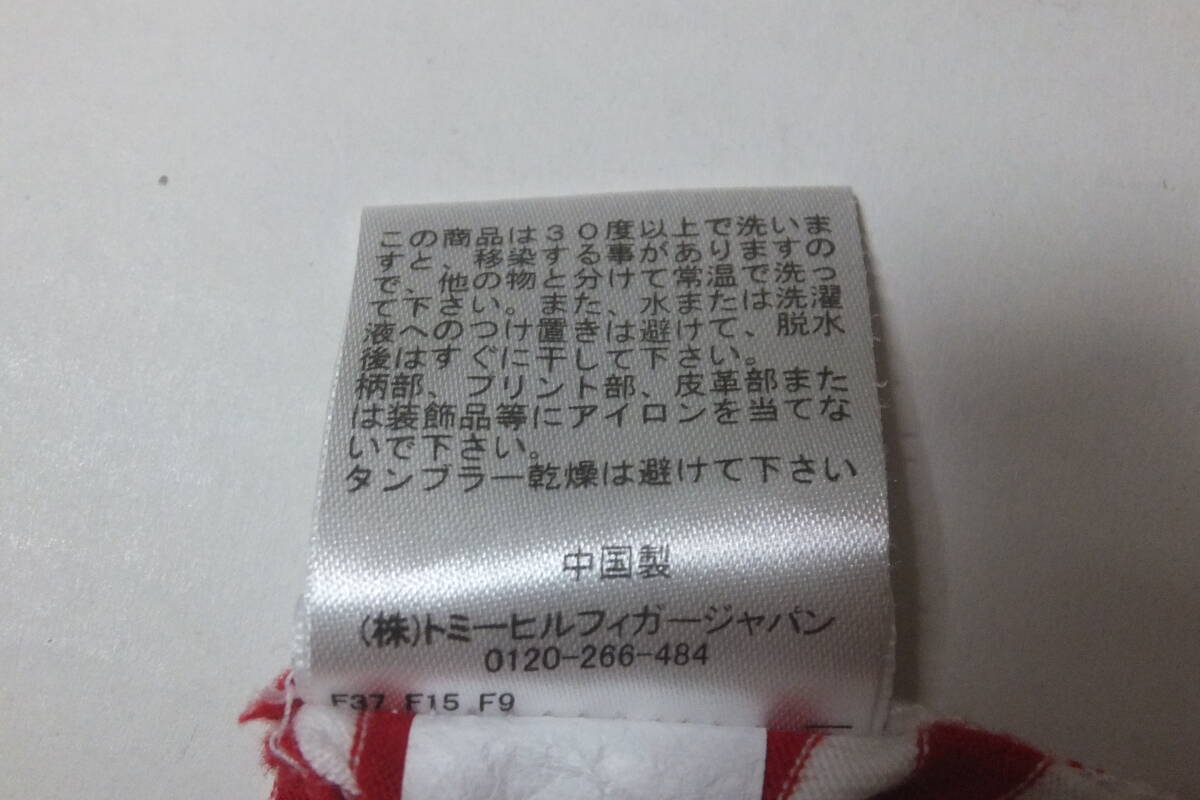 この商品は３０度以上で洗いま
すと、移染する事がありますの
で、他の物と分けて常温で洗っ
て下さい。また、水または洗濯
液へのつけ置きは避けて、脱水
後はすぐに干して下さい。
柄部、プリント部、皮革部また
は装飾品等にアイロンを当てな
いで下さい。
タンブラー乾燥は避けて下さい
中国製
(株)トミーヒルフィガージャパン
0120-266-484
F37 F15 F9